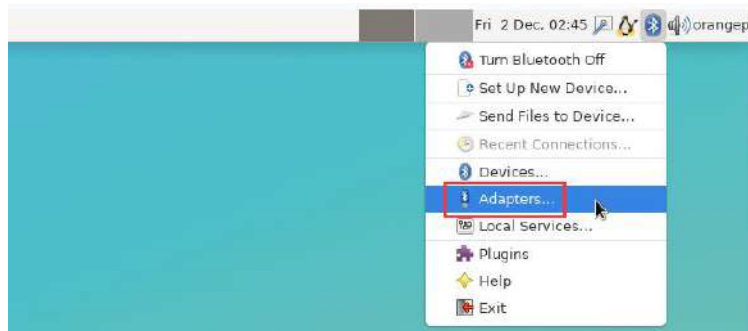 Fri 2 Dec, 02:45 orangep
Turn Bluetooth Off
Set Up New Device...
Send Files to Device...
Recent Connections...
Devices...
Adapters...
Local Services...
Plugins
Help
Exit